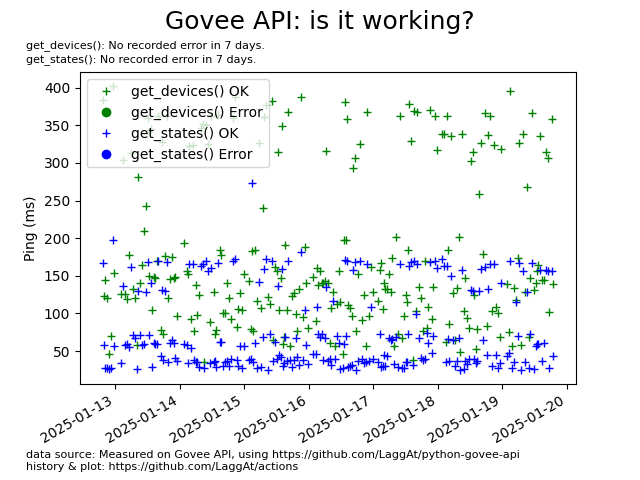 Govee API: is it working?
get_devices(): No recorded error in 7 days.
get_states(): No recorded error in 7 days.
get_devices() OK
get_devices() Error
get_states() OK
get_states() Error
Ping (ms)
400
350
300
250
200
150
100
50
2025-01-13
2025-01-14
2025-01-15
2025-01-16
2025-01-17
2025-01-18
2025-01-19
2025-01-20
data source: Measured on Govee API, using https://github.com/LaggAt/python-govee-api
history & plot: https://github.com/LaggAt/actions